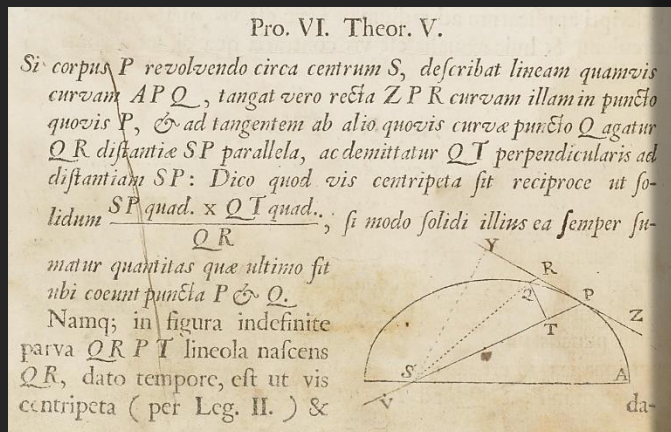 Pro. VI. Theor. V.
Si corpus P revolvendo circa centrum S, deſcribat lineam quamvis
curvam APQ, tangat vero recta ZPR curvam illam in puncto
quovis P, & ad tangentem ab alio quovis curvæ puncto Q agatur
QR diſtantiæ SP parallela, ac demittatur QT perpendicularis ad
diſtantiam SP: Dico quod vis centripeta ſit reciproce ut ſo-
lidum SP quad. x QT quad. / QR, ſi modo ſolidi illius ea ſemper ſu-
matur quantitas quæ ultimo ſit
ubi coeunt puncta P & Q.
Namq; in figura indefinite
parva QRPT lineola naſcens
QR, dato tempore, eſt ut vis
centripeta (per Leg. II.) &
da-
Y
R
Q
P
Z
T
S
A
V